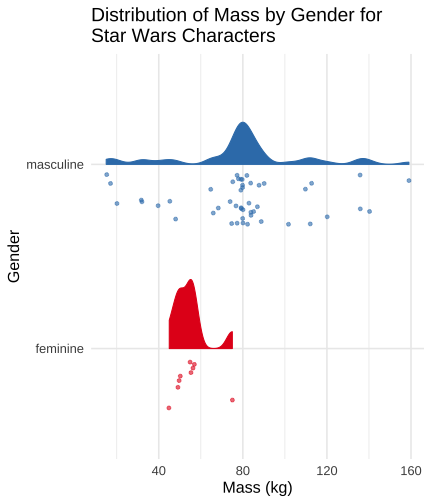 Distribution of Mass by Gender for
Star Wars Characters
masculine
feminine
Gender
40 80 120 160
Mass (kg)